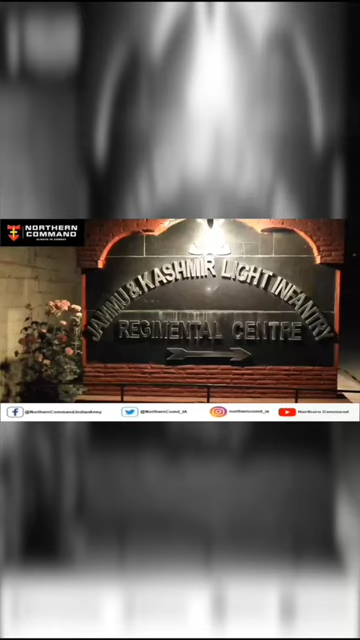 NORTHERN
COMMAND
JAMMU & KASHMIR LIGHT INFANTRY
REGIMENTAL CENTRE
@NorthernCommandIndianArmy
@NorthernComd_IA
northerncomd_ia
Northern Command